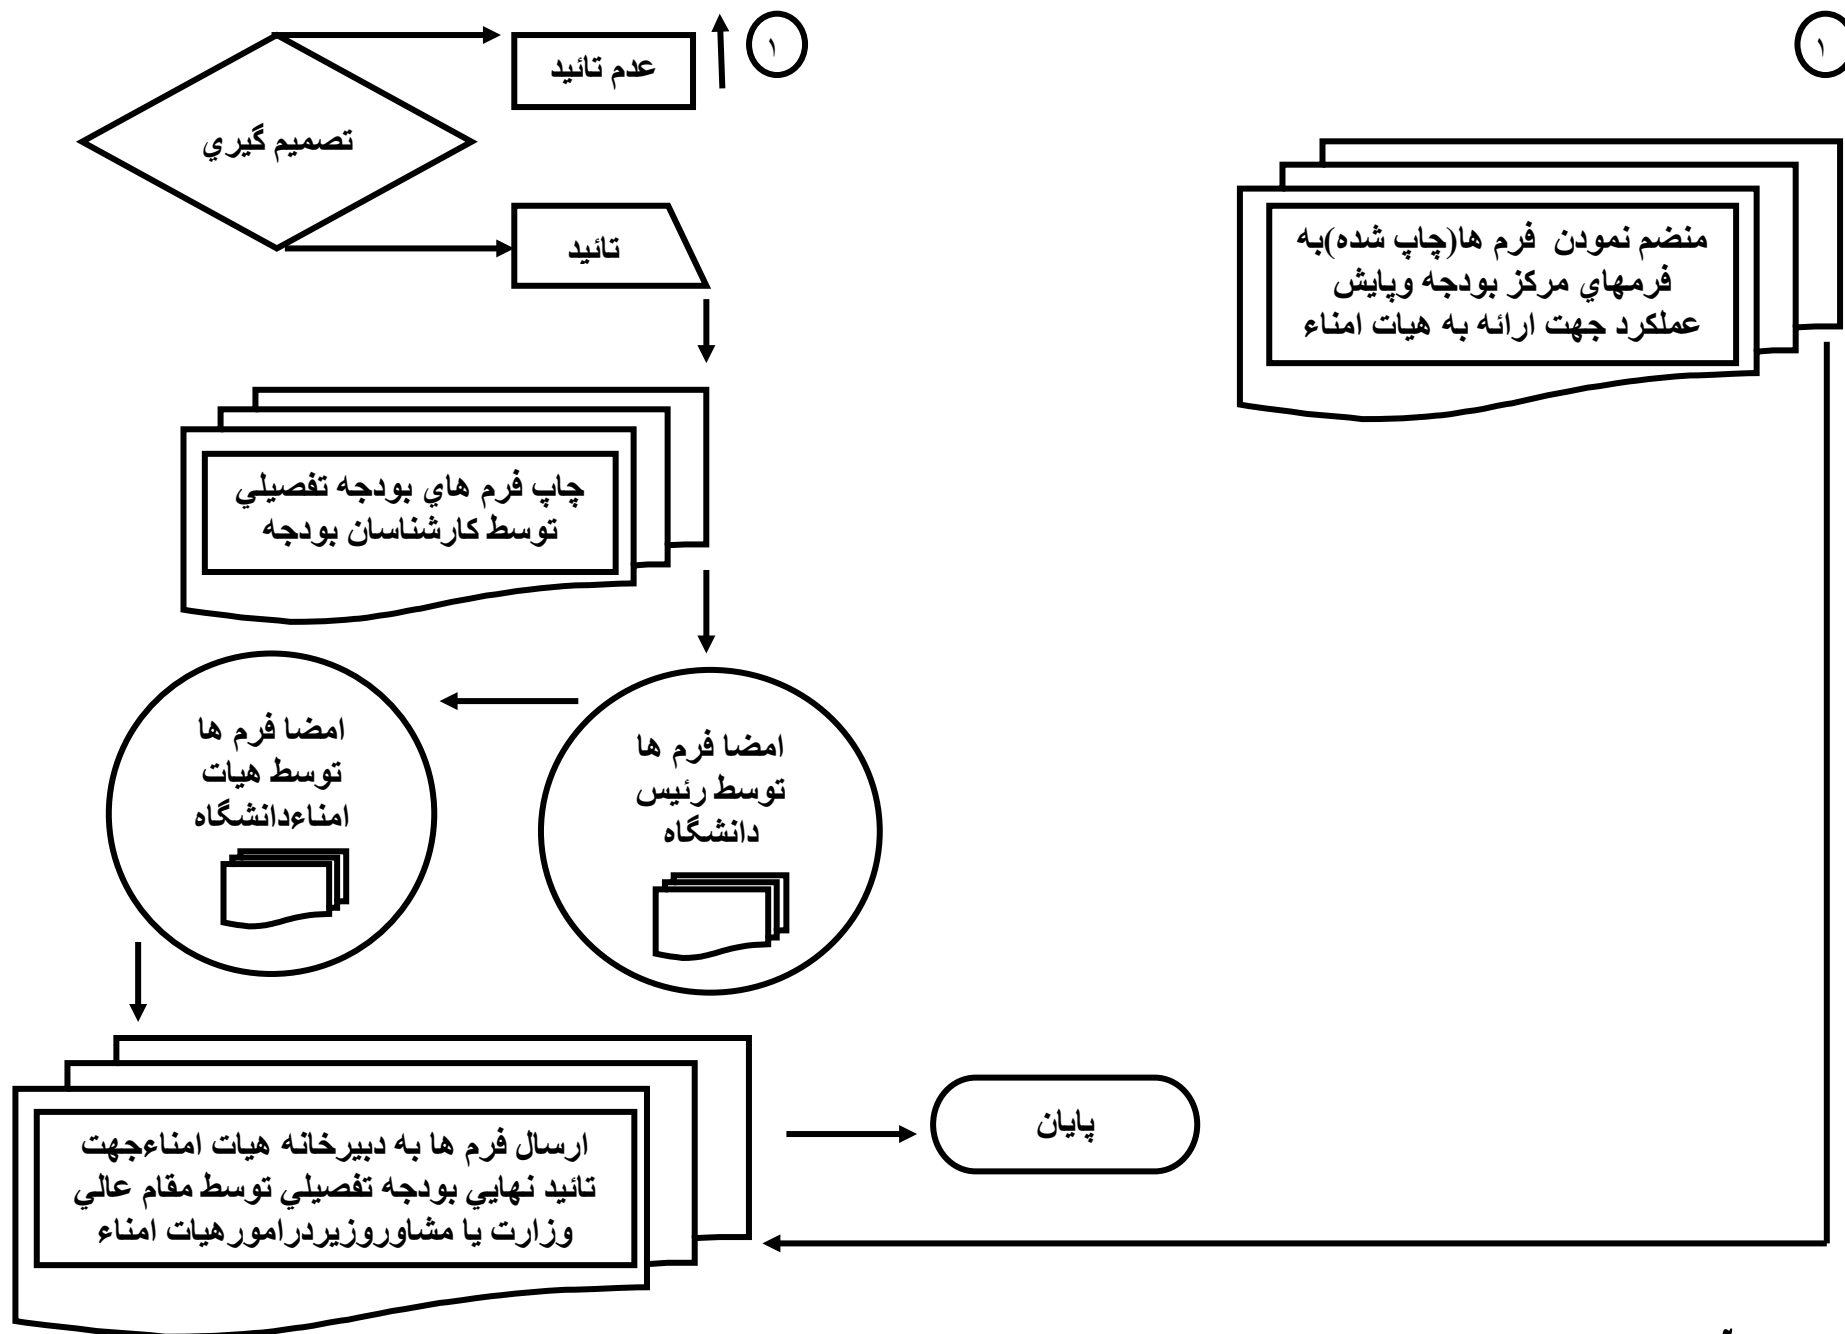 ۱
۱
عدم تائيد
تصميم گيري
تائيد
منضم نمودن فرم ها(چاپ شده)به
فرمهاي مركز بودجه وپايش
عملكرد جهت ارائه به هيات امناء
چاپ فرم هاي بودجه تفصيلي
توسط كارشناسان بودجه
امضا فرم ها
توسط رئيس
دانشگاه
امضا فرم ها
توسط هيات
امناءدانشگاه
ارسال فرم ها به دبيرخانه هيات امناءجهت
تائيد نهايي بودجه تفصيلي توسط مقام عالي
وزارت يا مشاوروزيردرامورهيات امناء
پايان